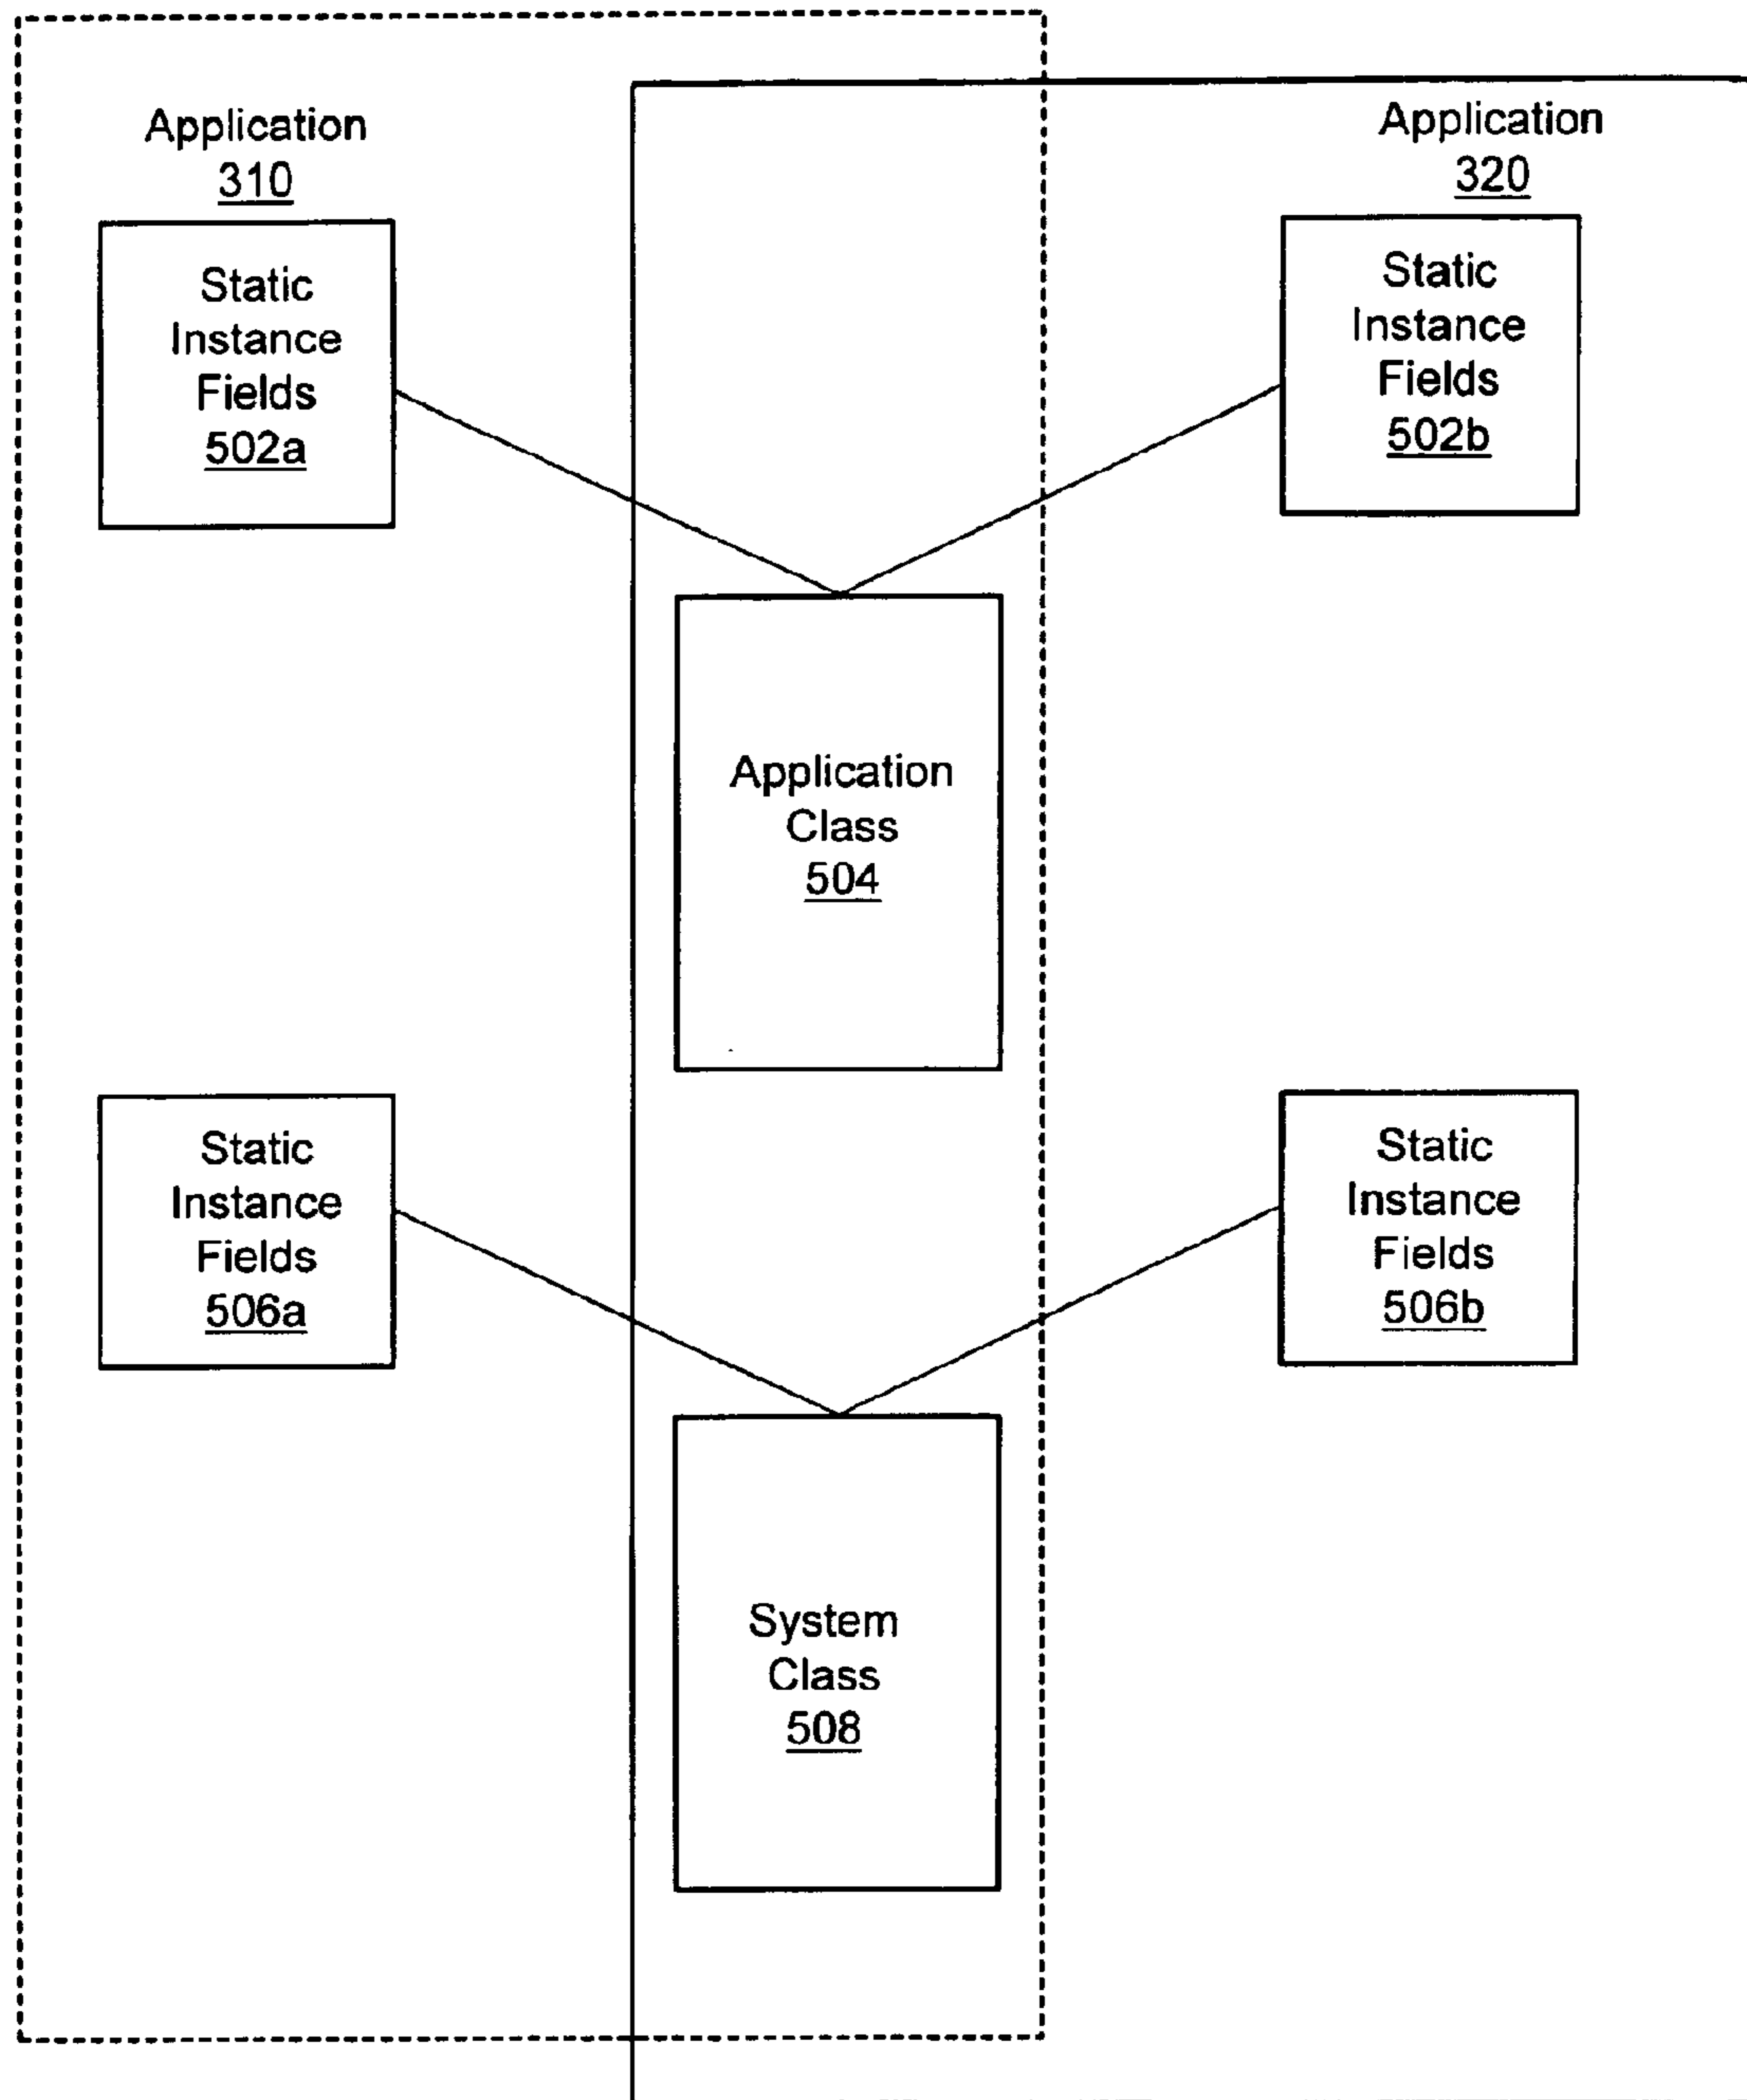 Application
310
Application
320
Static
Instance
Fields
502a
Static
Instance
Fields
502b
Application
Class
504
Static
Instance
Fields
506a
Static
Instance
Fields
506b
System
Class
508